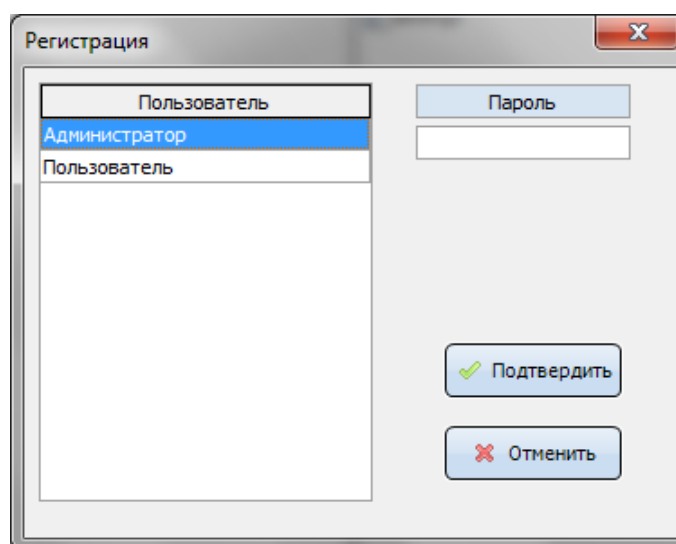 Регистрация
Пользователь
Администратор
Пользователь
Пароль
Подтвердить
Отменить